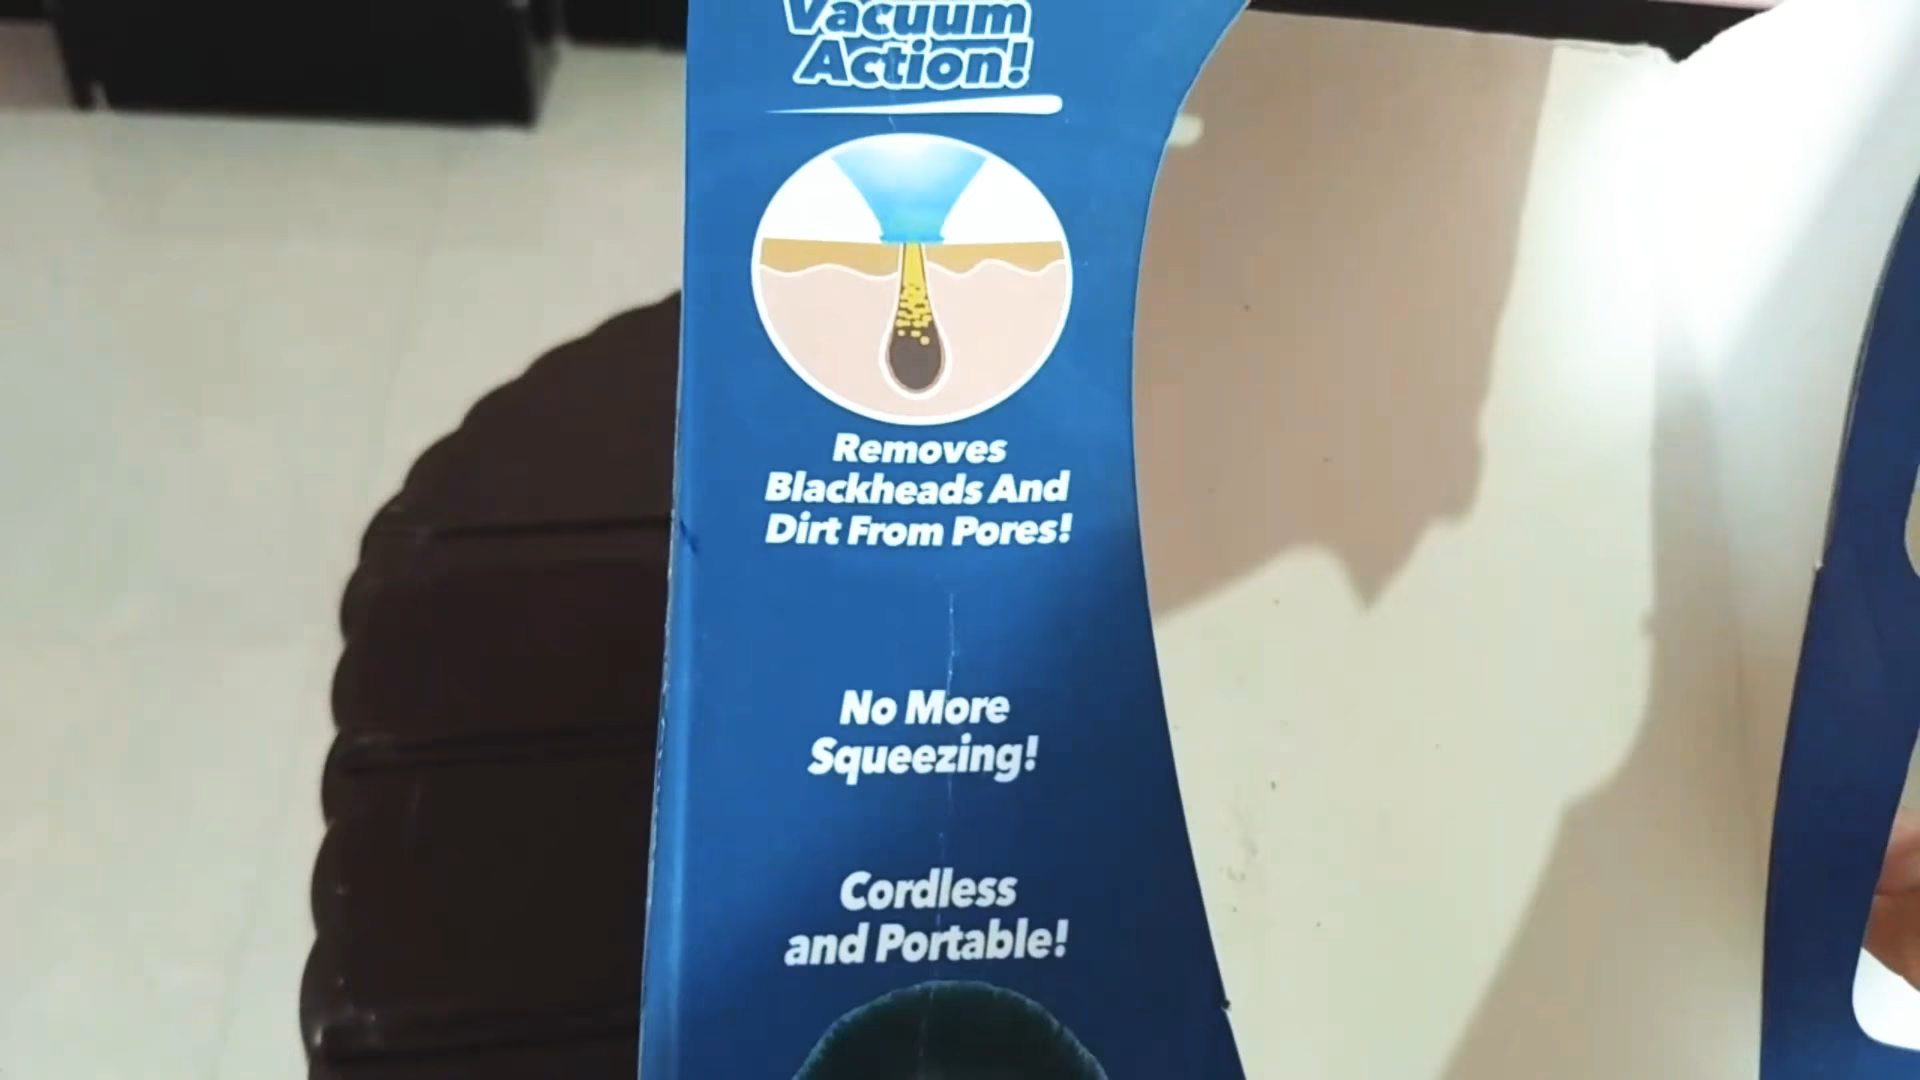 Vacuum
Action!
Removes
Blackheads And
Dirt From Pores!
No More
Squeezing!
Cordless
and Portable!